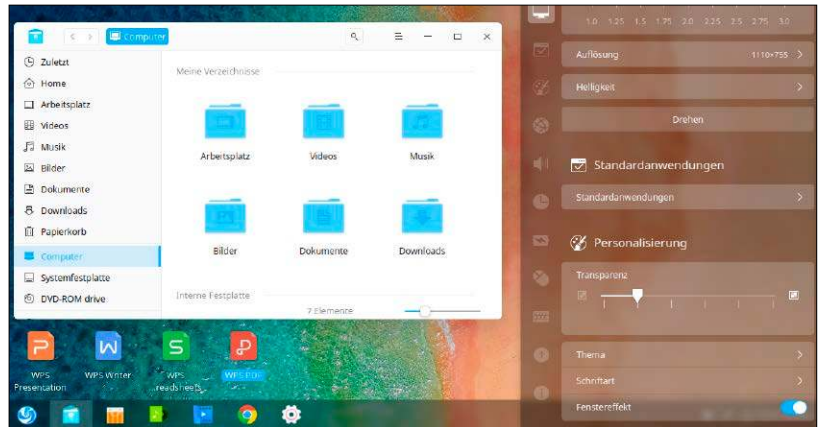 Computer
Zuletzt
Home
Arbeitsplatz
Videos
Musik
Bilder
Dokumente
Downloads
Papierkorb
Computer
Systemfestplatte
DVD-ROM drive
Meine Verzeichnisse
Arbeitsplatz Videos Musik
Bilder Dokumente Downloads
Interne Festplatte
7 Elemente
WPS Presentation
WPS Writer
WPS
...readsheets
WPS PDF
1.0 1.25 1.5 1.75 2.0 2.25 2.5 2.75 3.0
Auflösung 1110×755
Helligkeit
Drehen
Standardanwendungen
Standardanwendungen
Personalisierung
Transparenz
Thema
Schriftart
Fenstereffekt